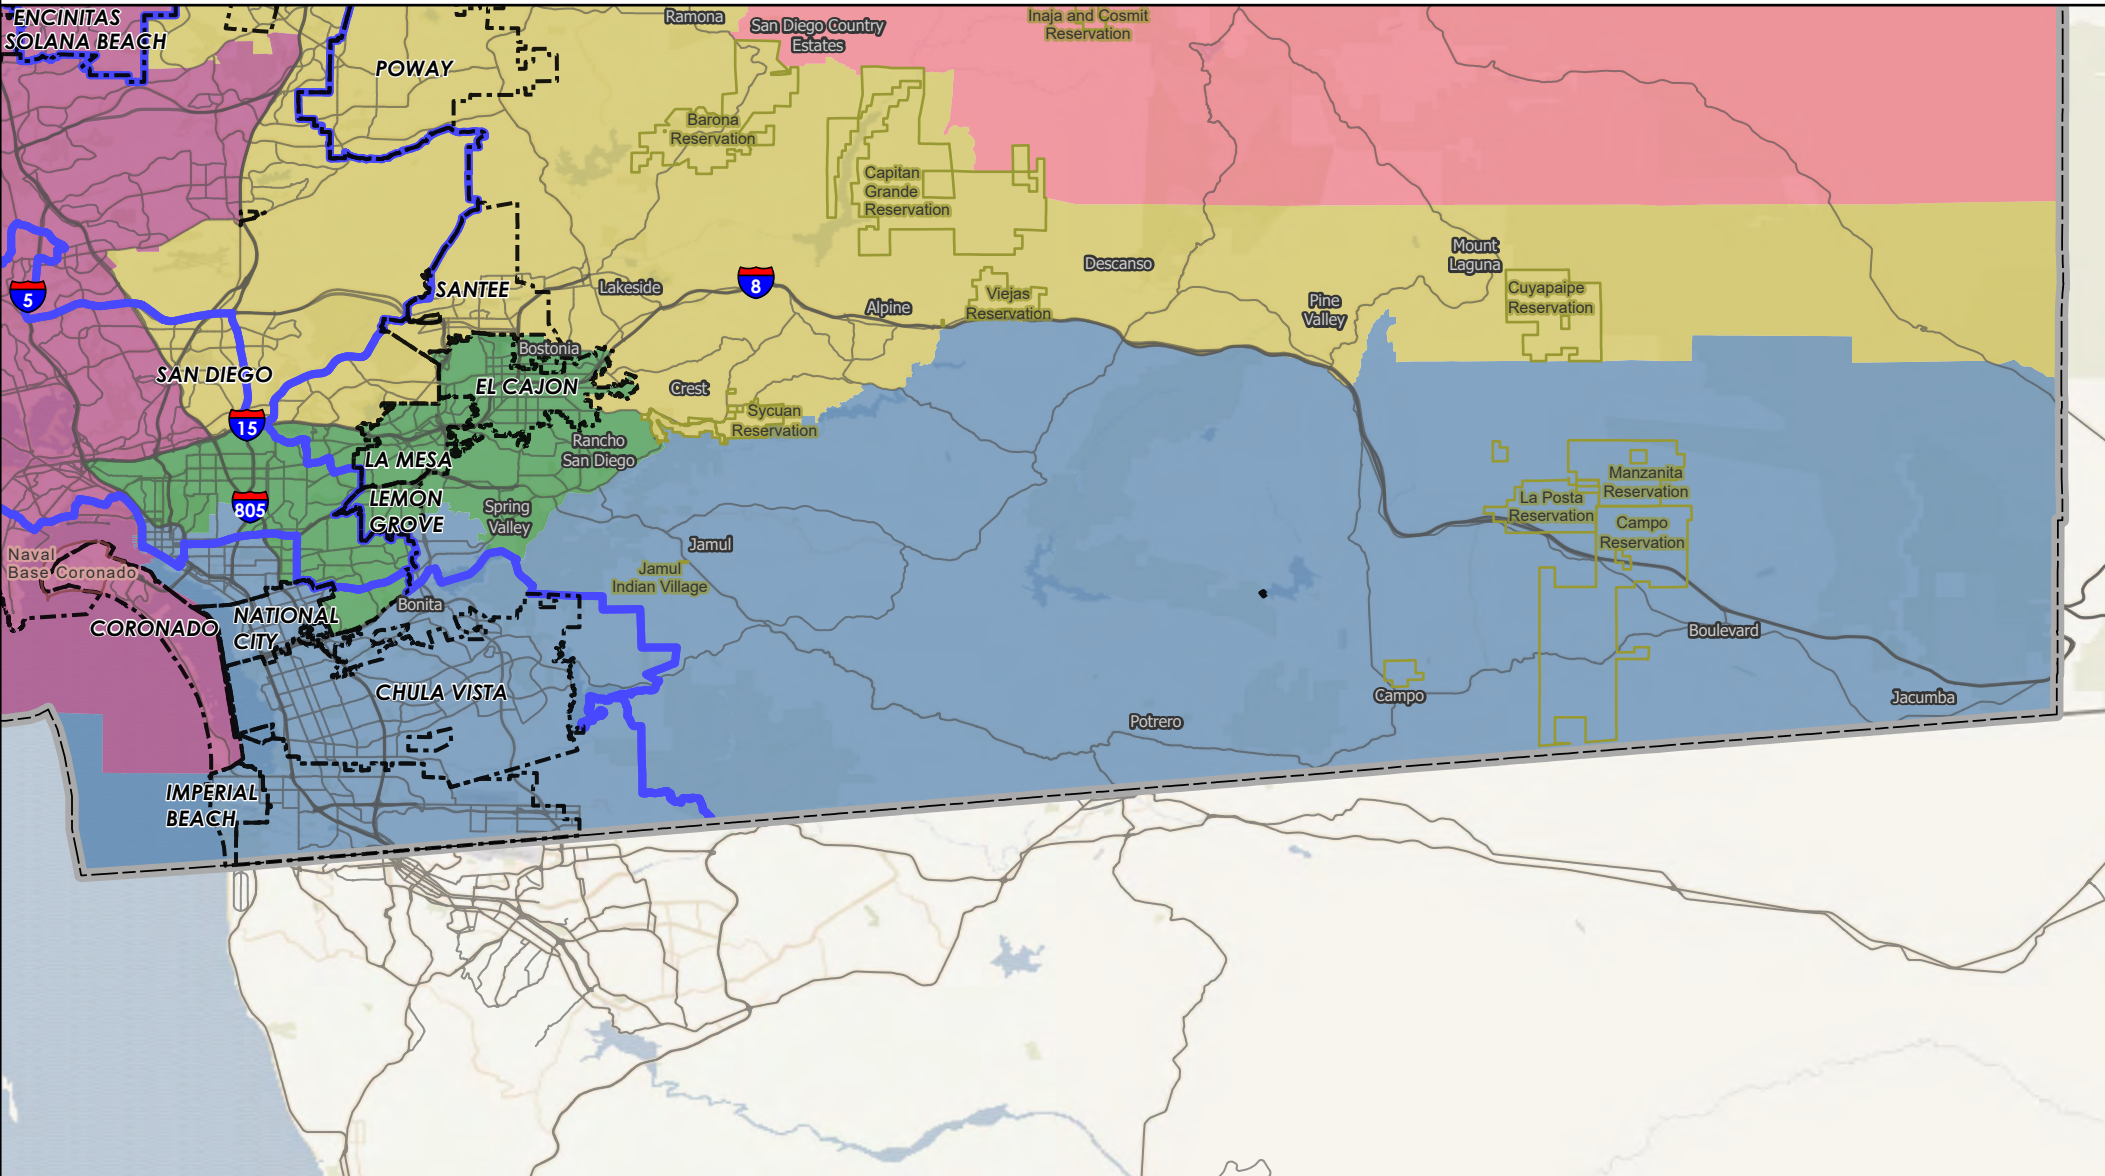 ENCINITAS
SOLANA BEACH
POWAY
Ramona
San Diego Country
Estates
Inaja and Cosmit
Reservation
Barona
Reservation
Capitan
Grande
Reservation
5
SANTEE
Lakeside
8
Alpine
Viejas
Reservation
Descanso
Pine
Valley
Mount
Laguna
Cuyapaipe
Reservation
SAN DIEGO
Bostonia
EL CAJON
Crest
Sycuan
Reservation
15
LA MESA
Rancho
San Diego
805
LEMON
GROVE
Spring
Valley
Manzanita
Reservation
La Posta
Reservation
Campo
Reservation
Naval
Base Coronado
Jamul
Jamul
Indian Village
Bonita
CORONADO
NATIONAL
CITY
Boulevard
CHULA VISTA
Potrero
Campo
Jacumba
IMPERIAL
BEACH